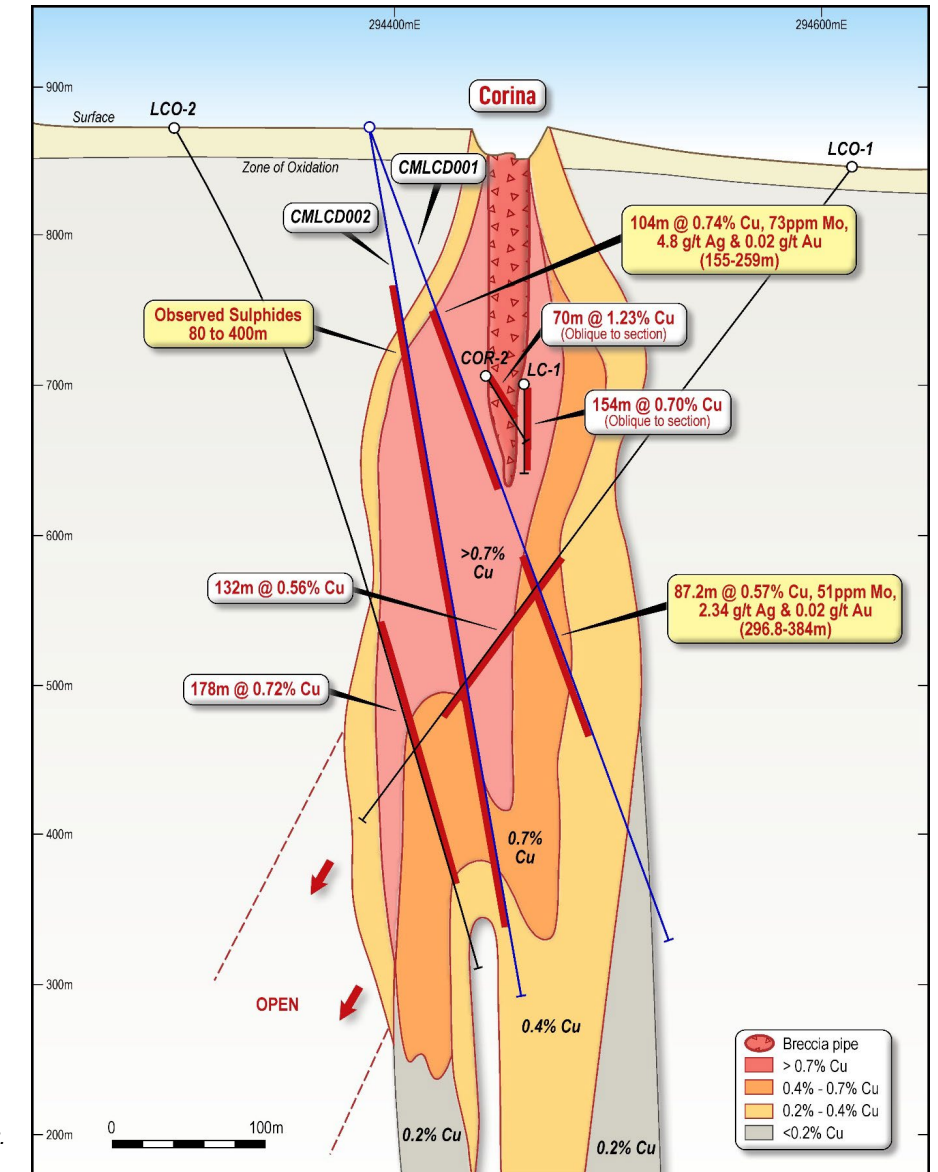 294400mE
294600mE
900m
Corina
LCO-2
Surface
LCO-1
Zone of Oxidation
CMLCD001
CMLCD002
800m
104m @ 0.74% Cu, 73ppm Mo,
4.8 g/t Ag & 0.02 g/t Au
(155-259m)
Observed Sulphides
80 to 400m
70m @ 1.23% Cu
(Oblique to section)
COR-2
LC-1
700m
154m @ 0.70% Cu
(Oblique to section)
600m
>0.7%
Cu
132m @ 0.56% Cu
87.2m @ 0.57% Cu, 51ppm Mo,
2.34 g/t Ag & 0.02 g/t Au
(296.8-384m)
178m @ 0.72% Cu
500m
400m
0.7%
Cu
300m
OPEN
0.4% Cu
Breccia pipe
> 0.7% Cu
0.4% - 0.7% Cu
0.2% - 0.4% Cu
<0.2% Cu
0
100m
200m
0.2% Cu
0.2% Cu